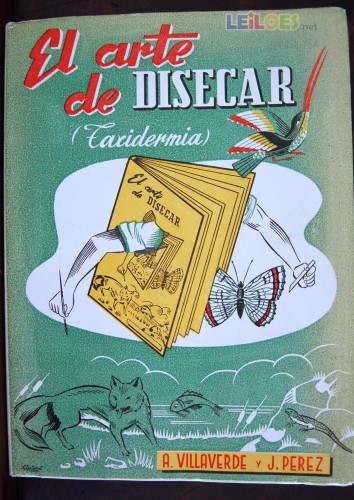 LEiLOES.net
El arte
de DISECAR
(Taxidermia)
El arte
de DISECAR
A. VILLAVERDE Y J. PEREZ